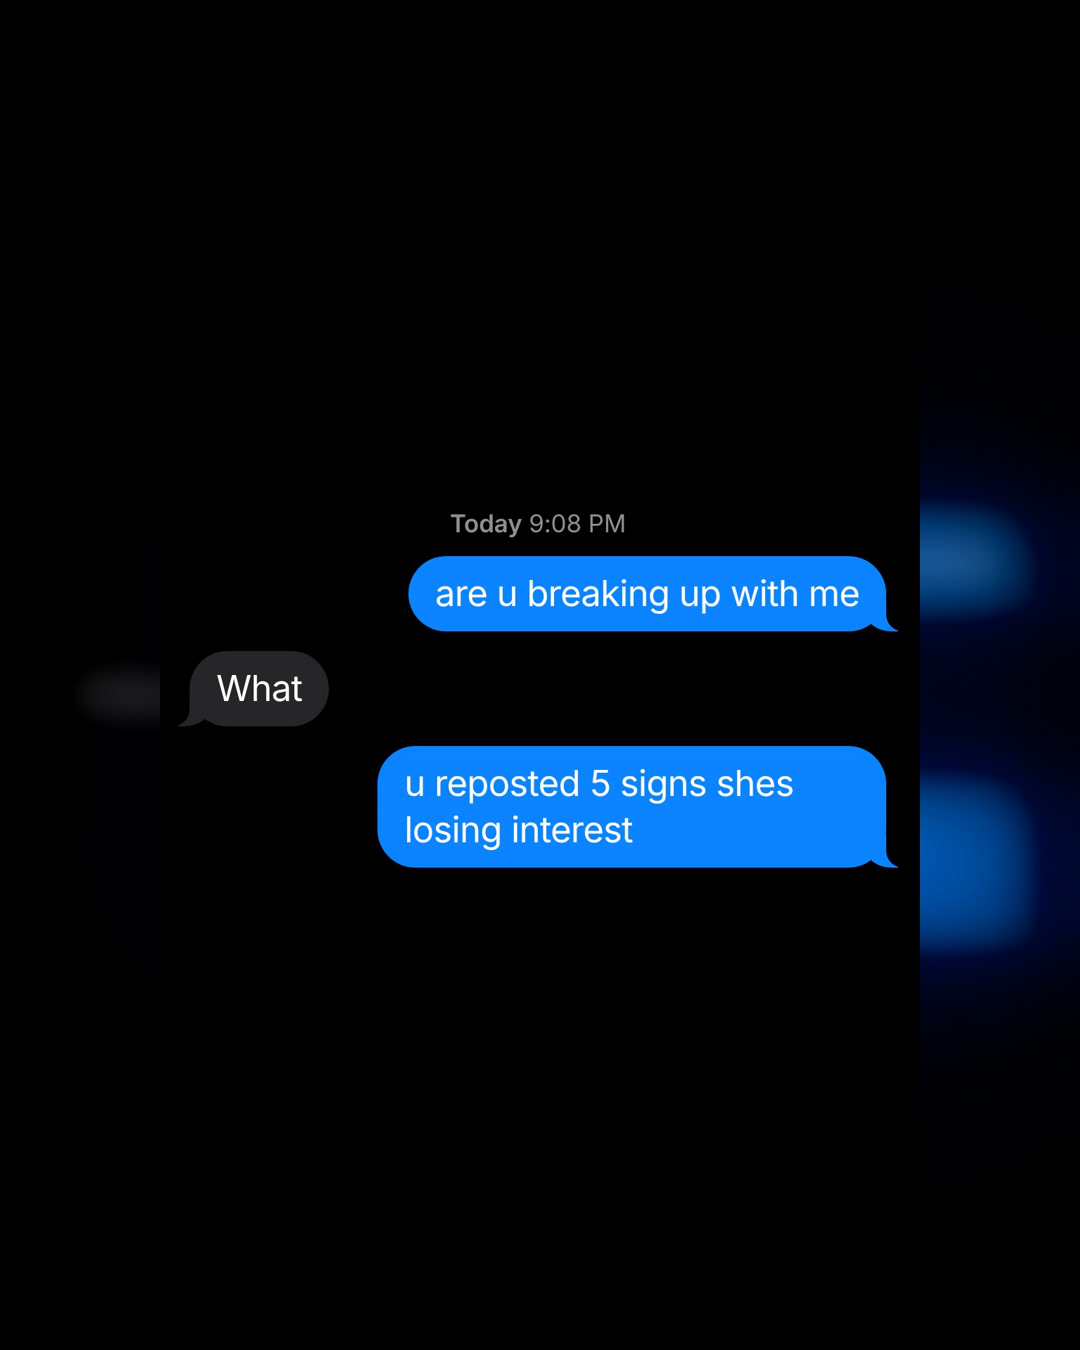 Today 9:08 PM
are u breaking up with me
What
u reposted 5 signs shes
losing interest